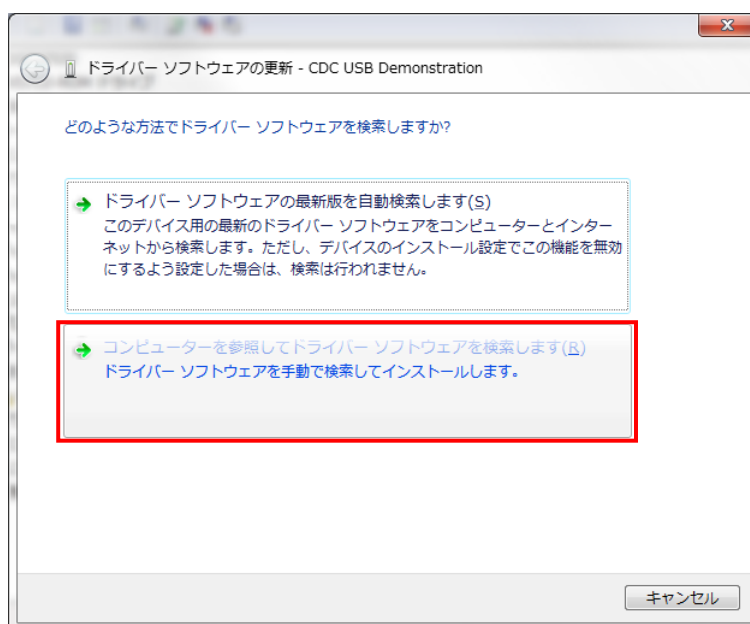 ドライバー ソフトウェアの更新 - CDC USB Demonstration
どのような方法でドライバー ソフトウェアを検索しますか?
ドライバー ソフトウェアの最新版を自動検索します(S)
このデバイス用の最新のドライバー ソフトウェアをコンピューターとインター
ネットから検索します。ただし、デバイスのインストール設定でこの機能を無効
にするよう設定した場合は、検索は行われません。
コンピューターを参照してドライバー ソフトウェアを検索します(R)
ドライバー ソフトウェアを手動で検索してインストールします。
キャンセル